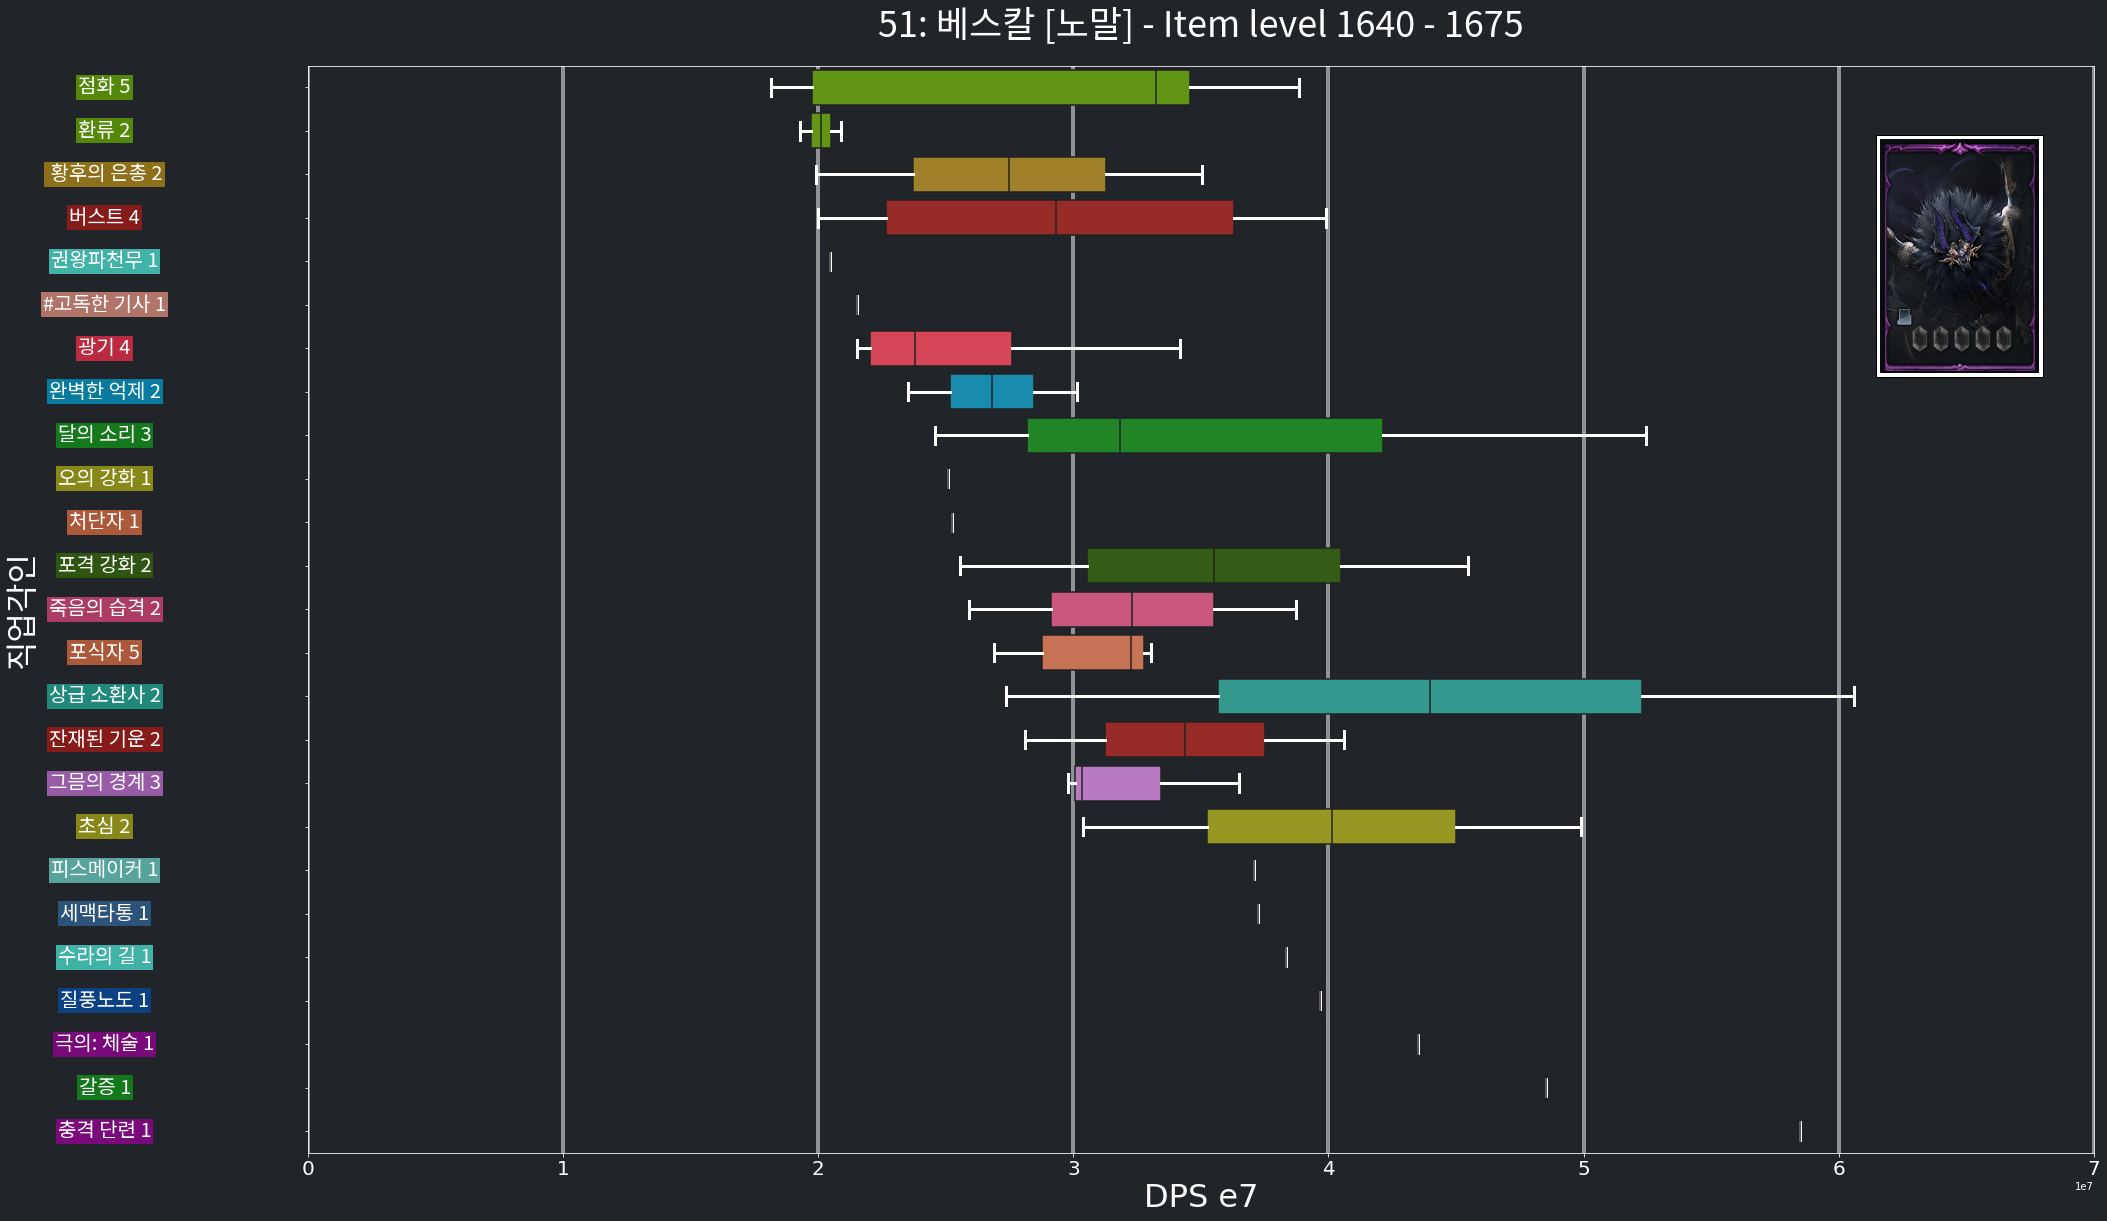 51: 베스칼 [노말] - Item level 1640 - 1675
점화 5
환류 2
황후의 은총 2
버스트 4
권왕파천무 1
#고독한 기사 1
광기 4
완벽한 억제 2
달의 소리 3
오의 강화 1
처단자 1
포격 강화 2
죽음의 습격 2
포식자 5
상급 소환사 2
잔재된 기운 2
그믐의 경계 3
초심 2
피스메이커 1
세맥타통 1
수라의 길 1
질풍노도 1
극의: 체술 1
갈증 1
충격 단련 1
직업각인
0 1 2 3 4 5 6 7
DPS e7
1e7